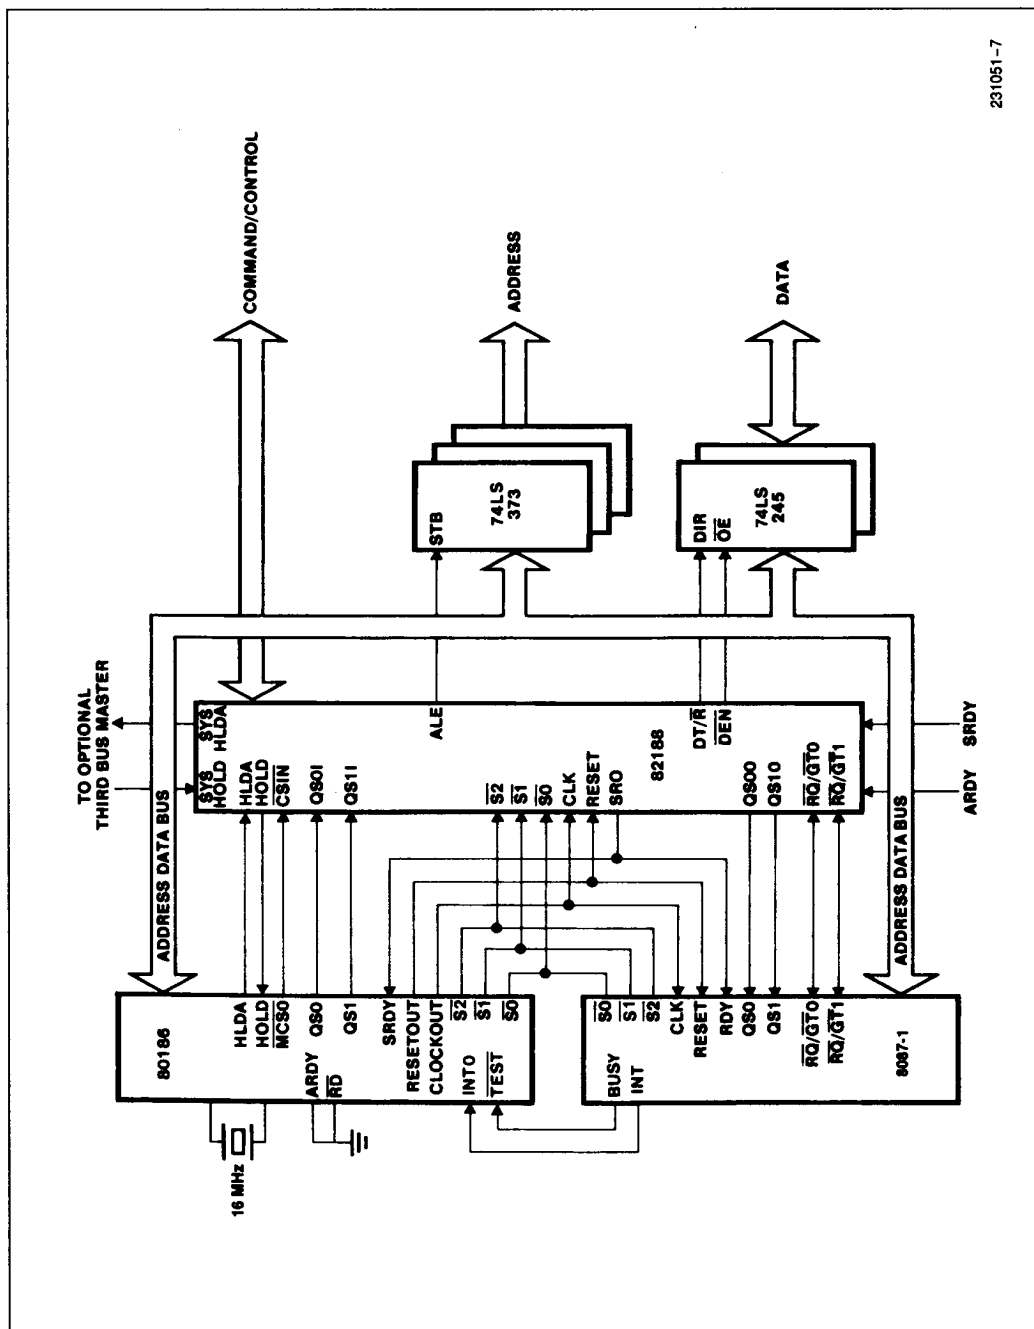 231051-7
COMMAND/CONTROL
ADDRESS
DATA
TO OPTIONAL
THIRD BUS MASTER
ADDRESS DATA BUS
ADDRESS DATA BUS
SYS
HOLD
SYS
HLDA
HLDA
HOLD
CSIN
QS0I
QS1I
ALE
S2
S1
S0
CLK
RESET
SRO
DT/R
DEN
82188
QS00
QS10
RQ/GT0
RQ/GT1
ARDY
SRDY
STB
74LS
373
DIR
OE
74LS
245
80186
16 MHz
HLDA
HOLD
MCS0
QS0
QS1
ARDY
RD
SRDY
RESETOUT
CLOCKOUT
S2
S1
S0
INTO
TEST
BUSY
INT
S0
S1
S2
CLK
RESET
RDY
QS0
QS1
RQ/GT0
RQ/GT1
8087-1